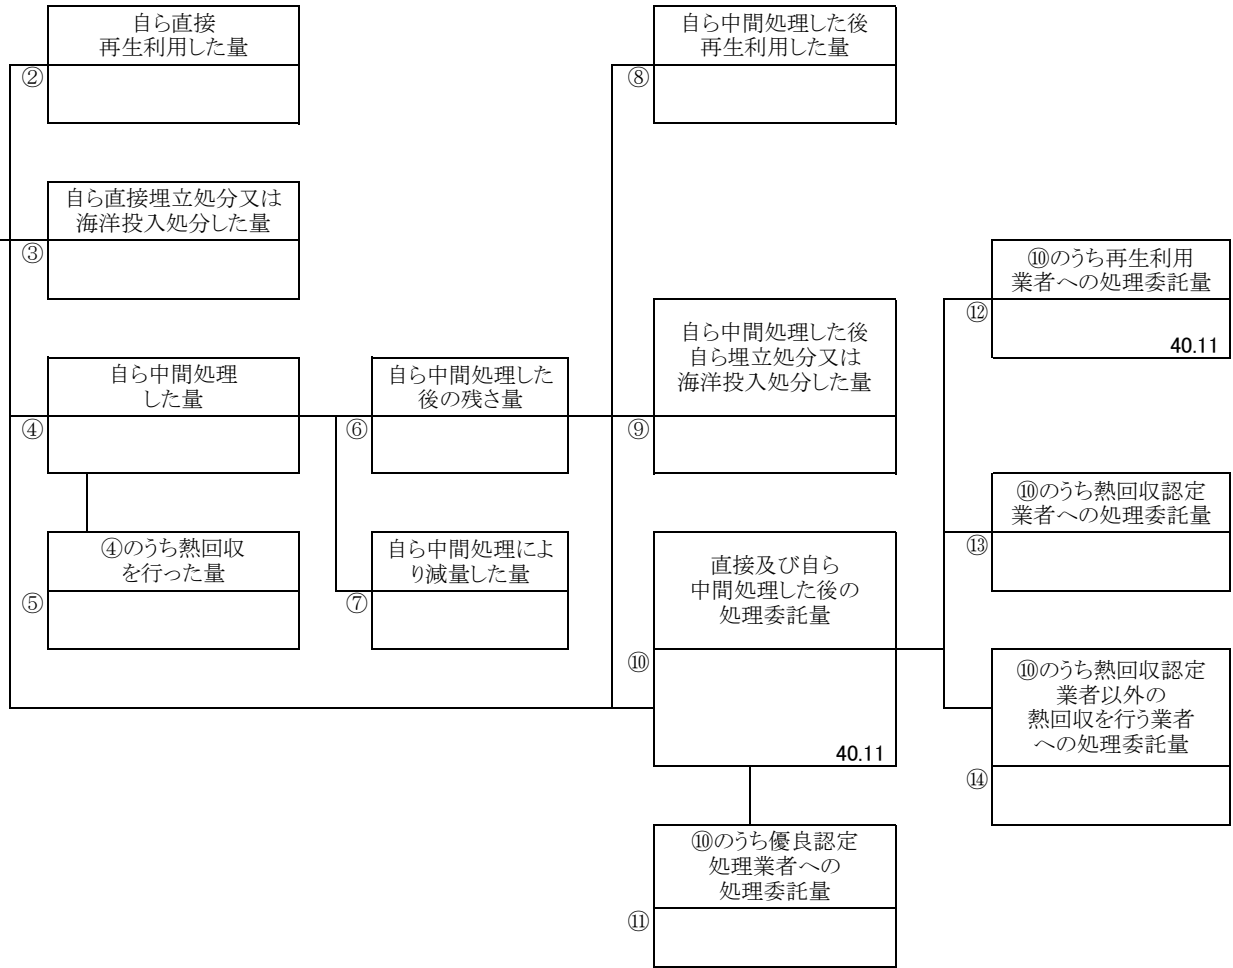 自ら直接
再生利用した量
②
自ら直接埋立処分又は
海洋投入処分した量
③
自ら中間処理
した量
④
④のうち熱回収
を行った量
⑤
自ら中間処理した
後の残さ量
⑥
自ら中間処理によ
り減量した量
⑦
自ら中間処理した後
再生利用した量
⑧
自ら中間処理した後
自ら埋立処分又は
海洋投入処分した量
⑨
直接及び自ら
中間処理した後の
処理委託量
⑩
40.11
⑩のうち優良認定
処理業者への
処理委託量
⑪
⑩のうち再生利用
業者への処理委託量
⑫
40.11
⑩のうち熱回収認定
業者への処理委託量
⑬
⑩のうち熱回収認定
業者以外の
熱回収を行う業者
への処理委託量
⑭